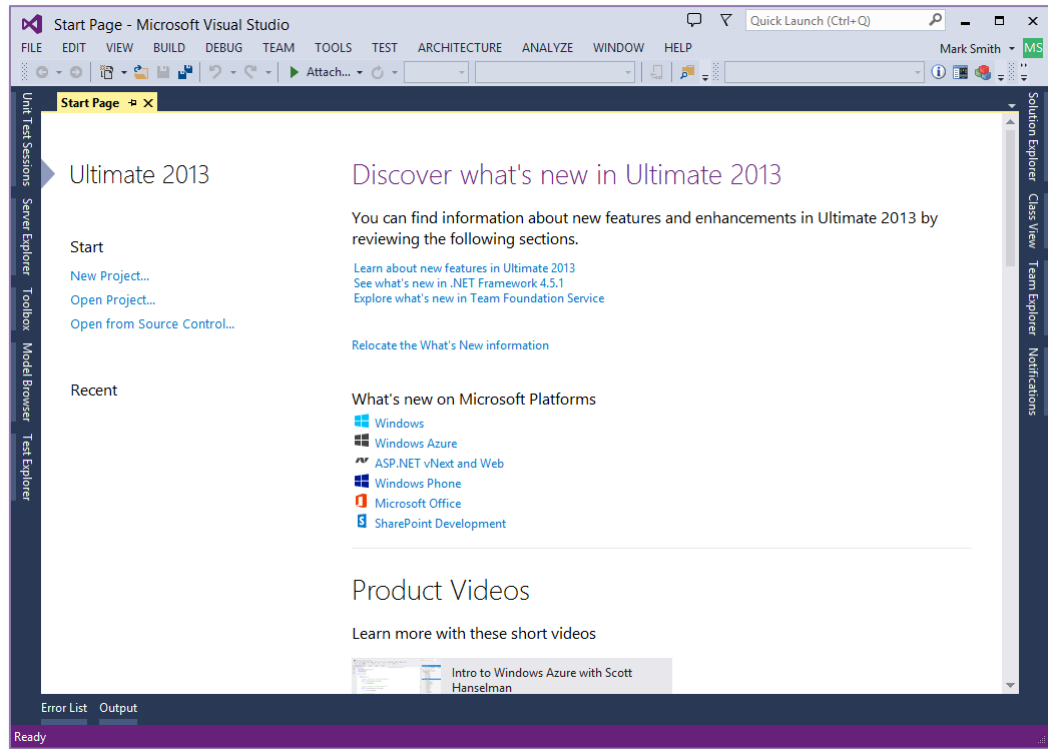 Start Page - Microsoft Visual Studio
Quick Launch (Ctrl+Q)
FILE EDIT VIEW BUILD DEBUG TEAM TOOLS TEST ARCHITECTURE ANALYZE WINDOW HELP
Mark Smith
MS
Attach...
Start Page
Unit Test Sessions
Server Explorer
Toolbox
Model Browser
Test Explorer
Ultimate 2013
Start
New Project...
Open Project...
Open from Source Control...
Recent
Discover what's new in Ultimate 2013
You can find information about new features and enhancements in Ultimate 2013 by
reviewing the following sections.
Learn about new features in Ultimate 2013
See what's new in .NET Framework 4.5.1
Explore what's new in Team Foundation Service
Relocate the What's New information
What's new on Microsoft Platforms
Windows
Windows Azure
ASP.NET vNext and Web
Windows Phone
Microsoft Office
SharePoint Development
Product Videos
Learn more with these short videos
Intro to Windows Azure with Scott
Hanselman
Solution Explorer
Class View
Team Explorer
Notifications
Error List Output
Ready